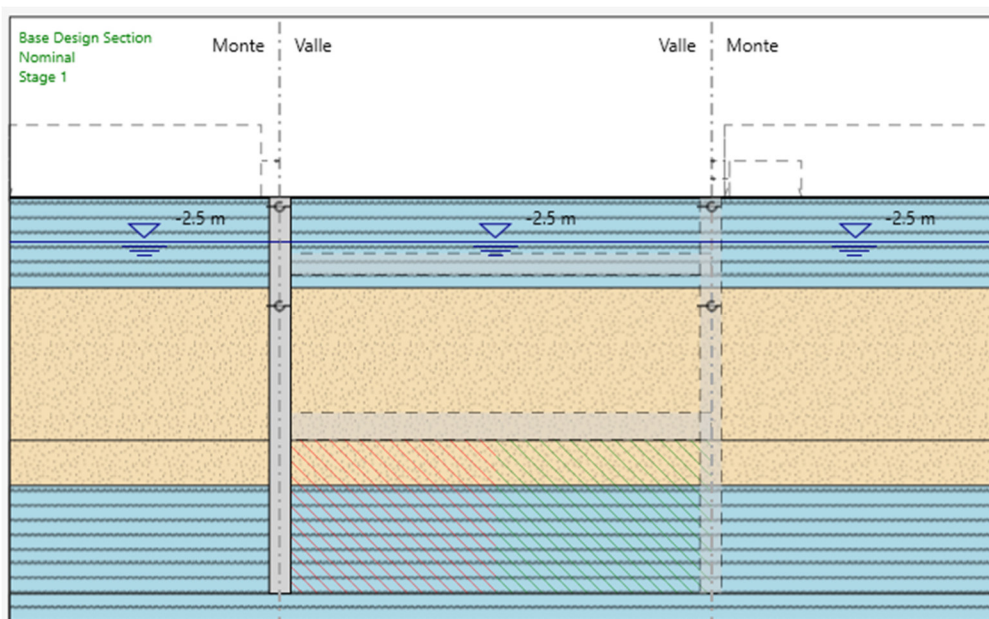 Base Design Section
Nominal
Stage 1
Monte
Valle
Valle
Monte
-2.5 m
-2.5 m
-2.5 m